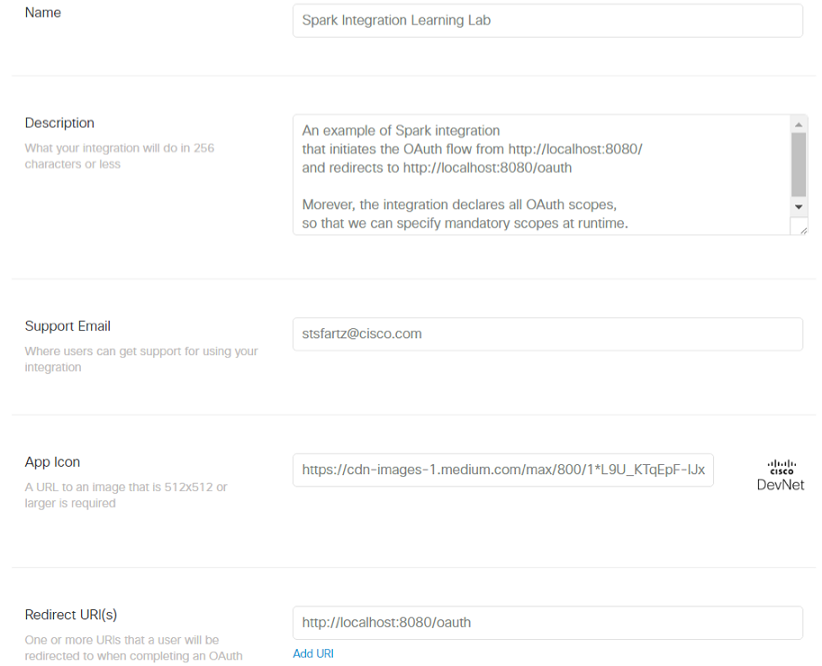 Name
Spark Integration Learning Lab
Description
What your integration will do in 256
characters or less
An example of Spark integration
that initiates the OAuth flow from http://localhost:8080/
and redirects to http://localhost:8080/oauth
Morever, the integration declares all OAuth scopes,
so that we can specify mandatory scopes at runtime.
Support Email
Where users can get support for using your
integration
stsfartz@cisco.com
App Icon
A URL to an image that is 512x512 or
larger is required
https://cdn-images-1.medium.com/max/800/1*L9U_KTqEpF-IJx
CISCO
DevNet
Redirect URI(s)
One or more URIs that a user will be
redirected to when completing an OAuth
http://localhost:8080/oauth
Add URI